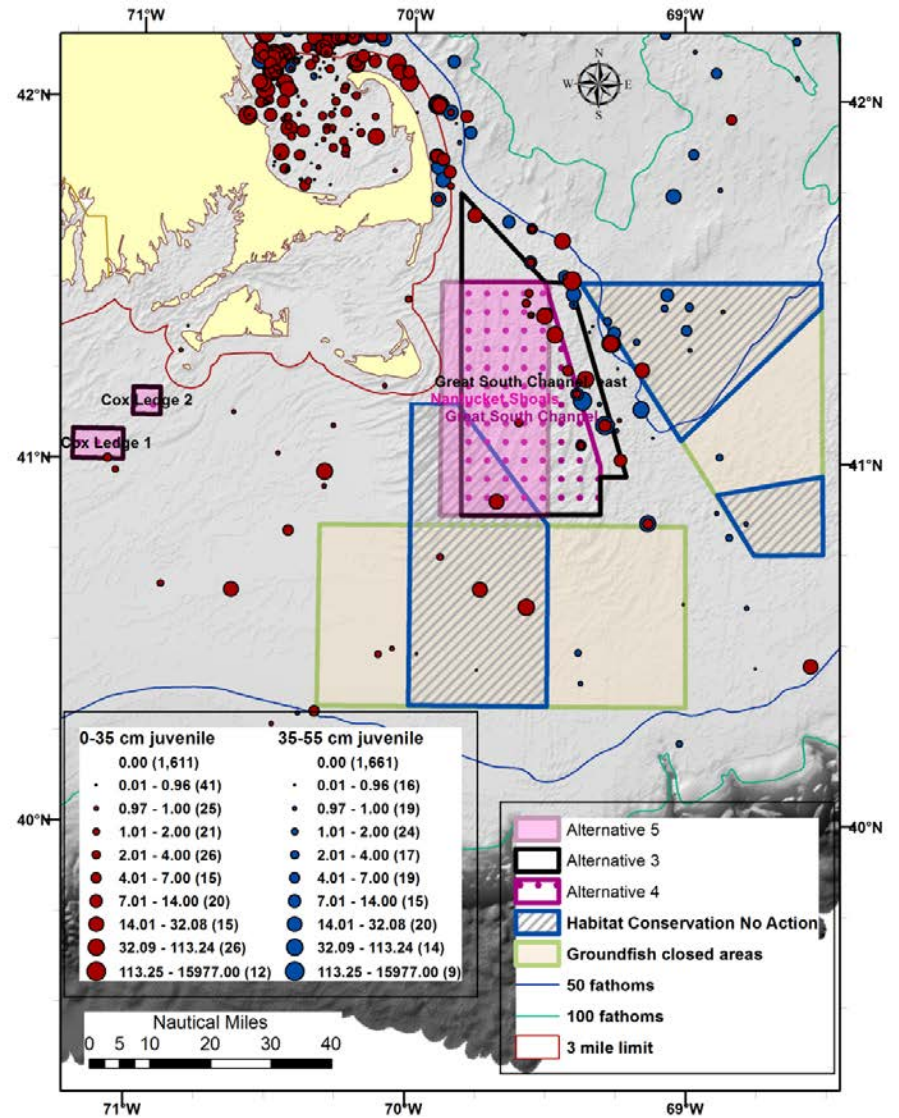 71°W 70°W 69°W
N
W E
S
42°N 42°N
Great South Channel east
Nantucket Shoals
Great South Channel
Cox Ledge 2
Cox Ledge 1
41°N 41°N
0-35 cm juvenile
0.00 (1,611)
0.01 - 0.96 (41)
0.97 - 1.00 (25)
1.01 - 2.00 (21)
2.01 - 4.00 (26)
4.01 - 7.00 (15)
7.01 - 14.00 (20)
14.01 - 32.08 (15)
32.09 - 113.24 (26)
113.25 - 15977.00 (12)
35-55 cm juvenile
0.00 (1,661)
0.01 - 0.96 (16)
0.97 - 1.00 (19)
1.01 - 2.00 (24)
2.01 - 4.00 (17)
4.01 - 7.00 (19)
7.01 - 14.00 (15)
14.01 - 32.08 (20)
32.09 - 113.24 (14)
113.25 - 15977.00 (9)
40°N 40°N
Alternative 5
Alternative 3
Alternative 4
Habitat Conservation No Action
Groundfish closed areas
50 fathoms
100 fathoms
3 mile limit
Nautical Miles
0 5 10 20 30 40
71°W 70°W 69°W